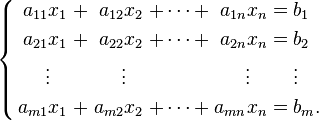 a₁₁x₁ + a₁₂x₂ + ⋯ + a₁ₙxₙ = b₁
a₂₁x₁ + a₂₂x₂ + ⋯ + a₂ₙxₙ = b₂
⋮ ⋮ ⋮ ⋮
aₘ₁x₁ + aₘ₂x₂ + ⋯ + aₘₙxₙ = bₘ.